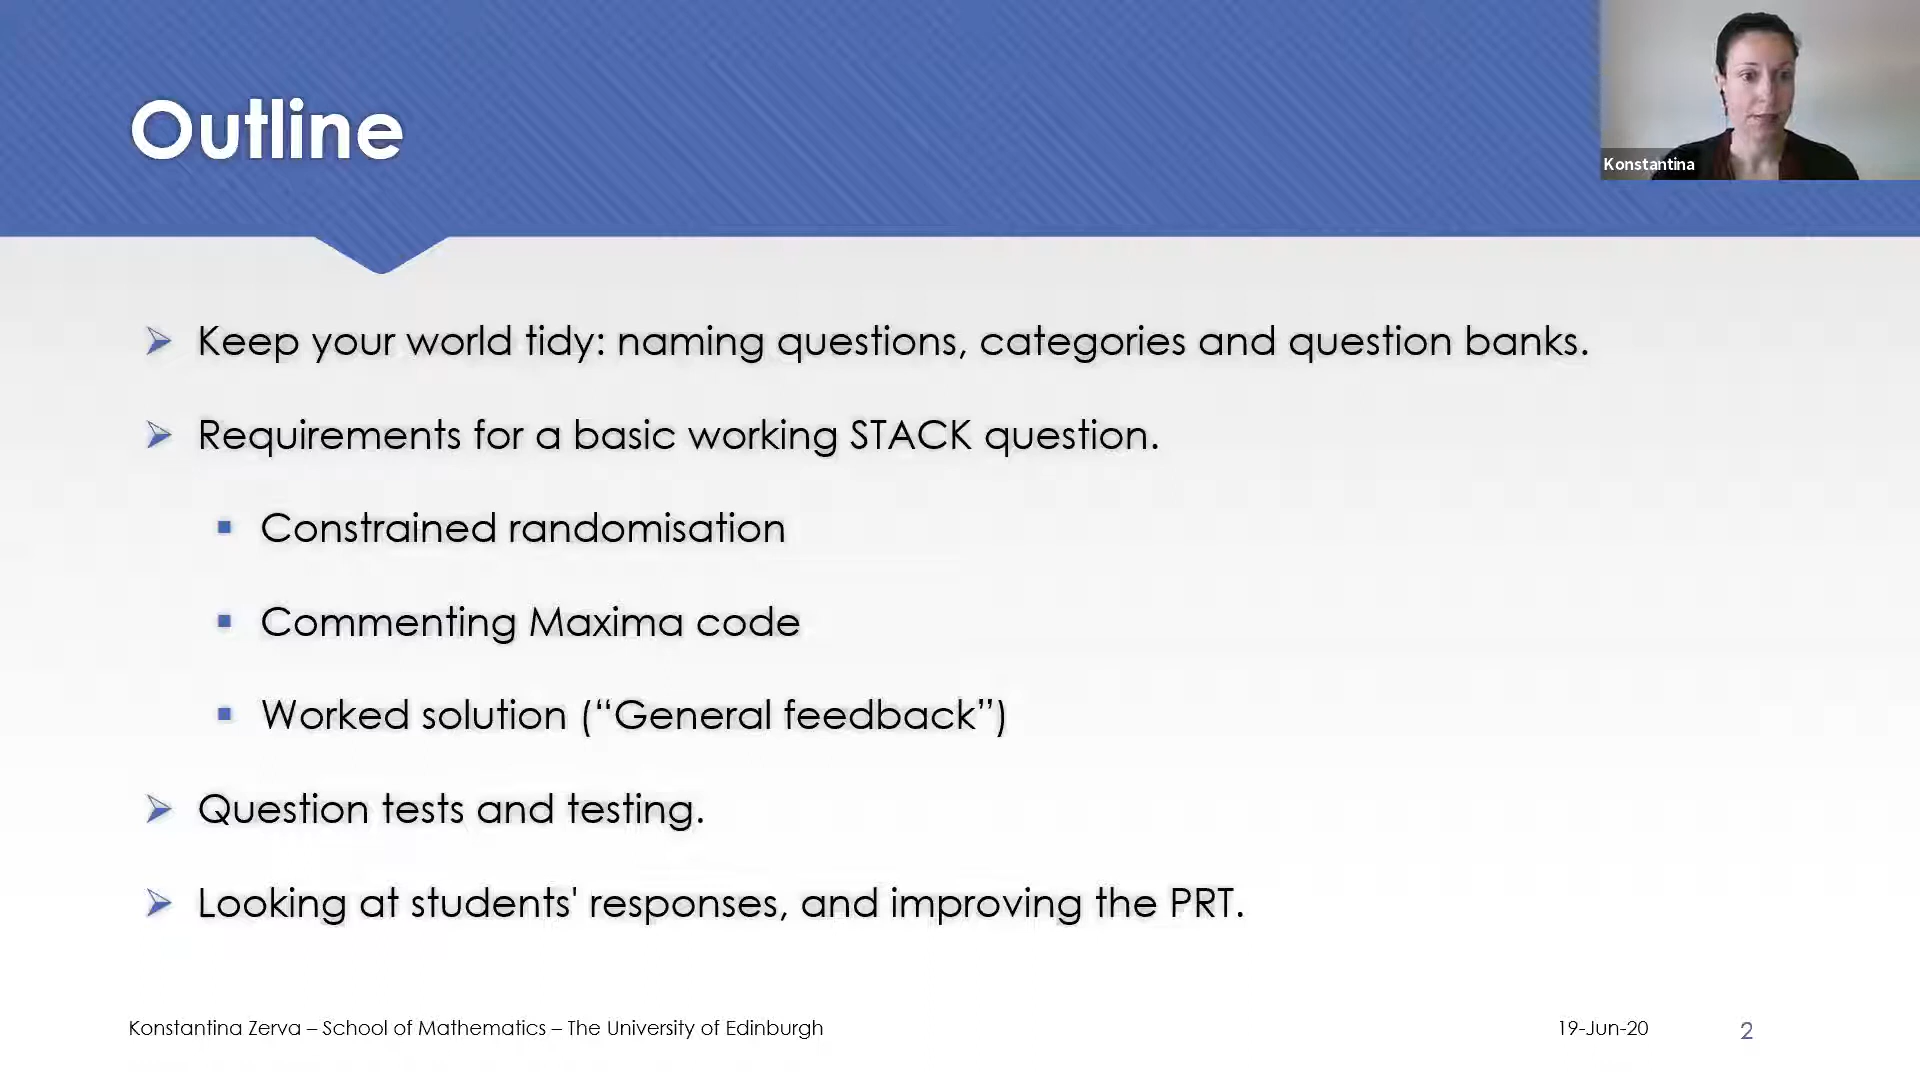 Outline
Konstantina
Keep your world tidy: naming questions, categories and question banks.
Requirements for a basic working STACK question.
Constrained randomisation
Commenting Maxima code
Worked solution (“General feedback”)
Question tests and testing.
Looking at students' responses, and improving the PRT.
Konstantina Zerva – School of Mathematics – The University of Edinburgh
19-Jun-20
2